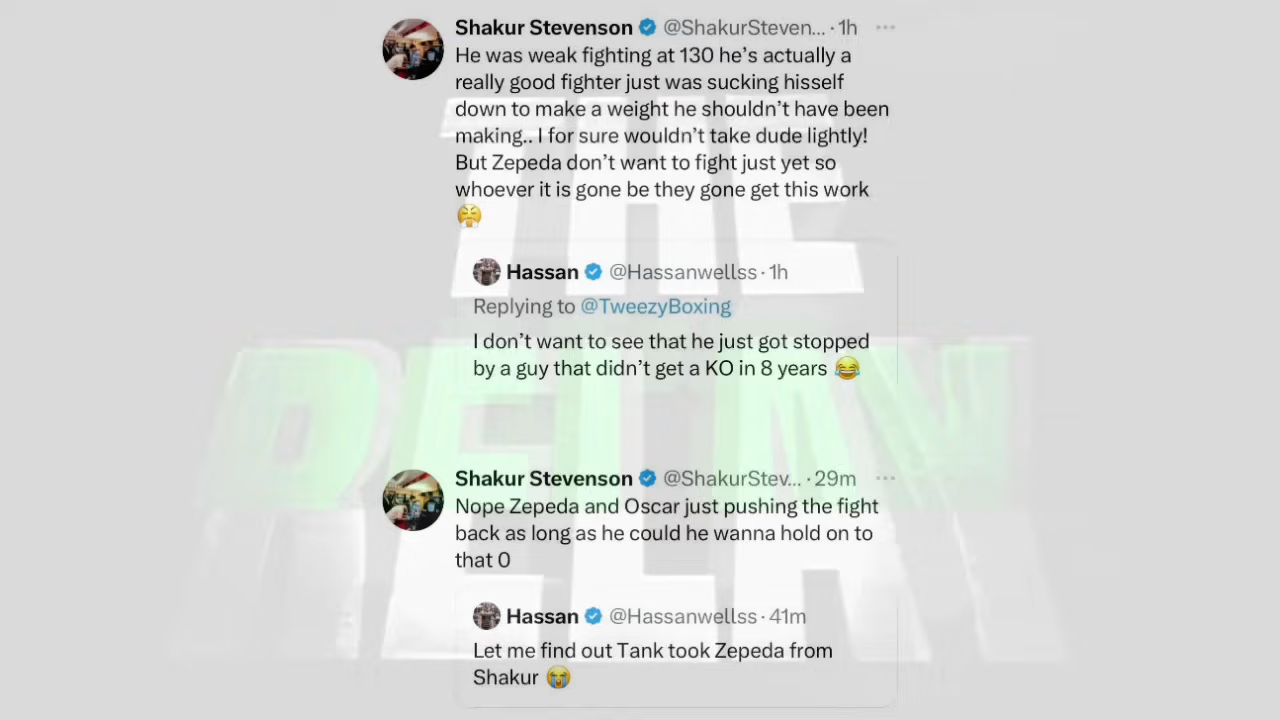 Shakur Stevenson @ShakurSteven... · 1h ...
He was weak fighting at 130 he’s actually a
really good fighter just was sucking hisself
down to make a weight he shouldn’t have been
making.. I for sure wouldn’t take dude lightly!
But Zepeda don’t want to fight just yet so
whoever it is gone be they gone get this work
😤
Hassan @Hassanwellss · 1h
Replying to @TweezyBoxing
I don’t want to see that he just got stopped
by a guy that didn’t get a KO in 8 years 😂
Shakur Stevenson @ShakurStev... · 29m ...
Nope Zepeda and Oscar just pushing the fight
back as long as he could he wanna hold on to
that 0
Hassan @Hassanwellss · 41m
Let me find out Tank took Zepeda from
Shakur 😭
THE
RELAY